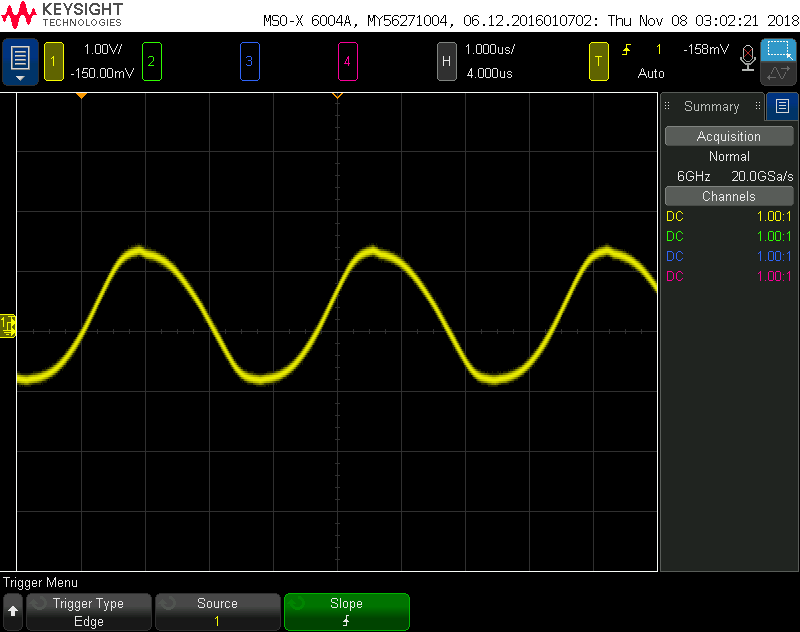 KEYSIGHT
TECHNOLOGIES
MSO-X 6004A, MY56271004, 06.12.2016010702: Thu Nov 08 03:02:21 2018
1 1.00V/ -150.00mV 2 3 4 H 1.000us/ 4.000us T 1 -158mV Auto
Summary
Acquisition
Normal
6GHz 20.0GSa/s
Channels
DC 1.00:1
DC 1.00:1
DC 1.00:1
DC 1.00:1
1
Trigger Menu
Trigger Type Source Slope
Edge 1